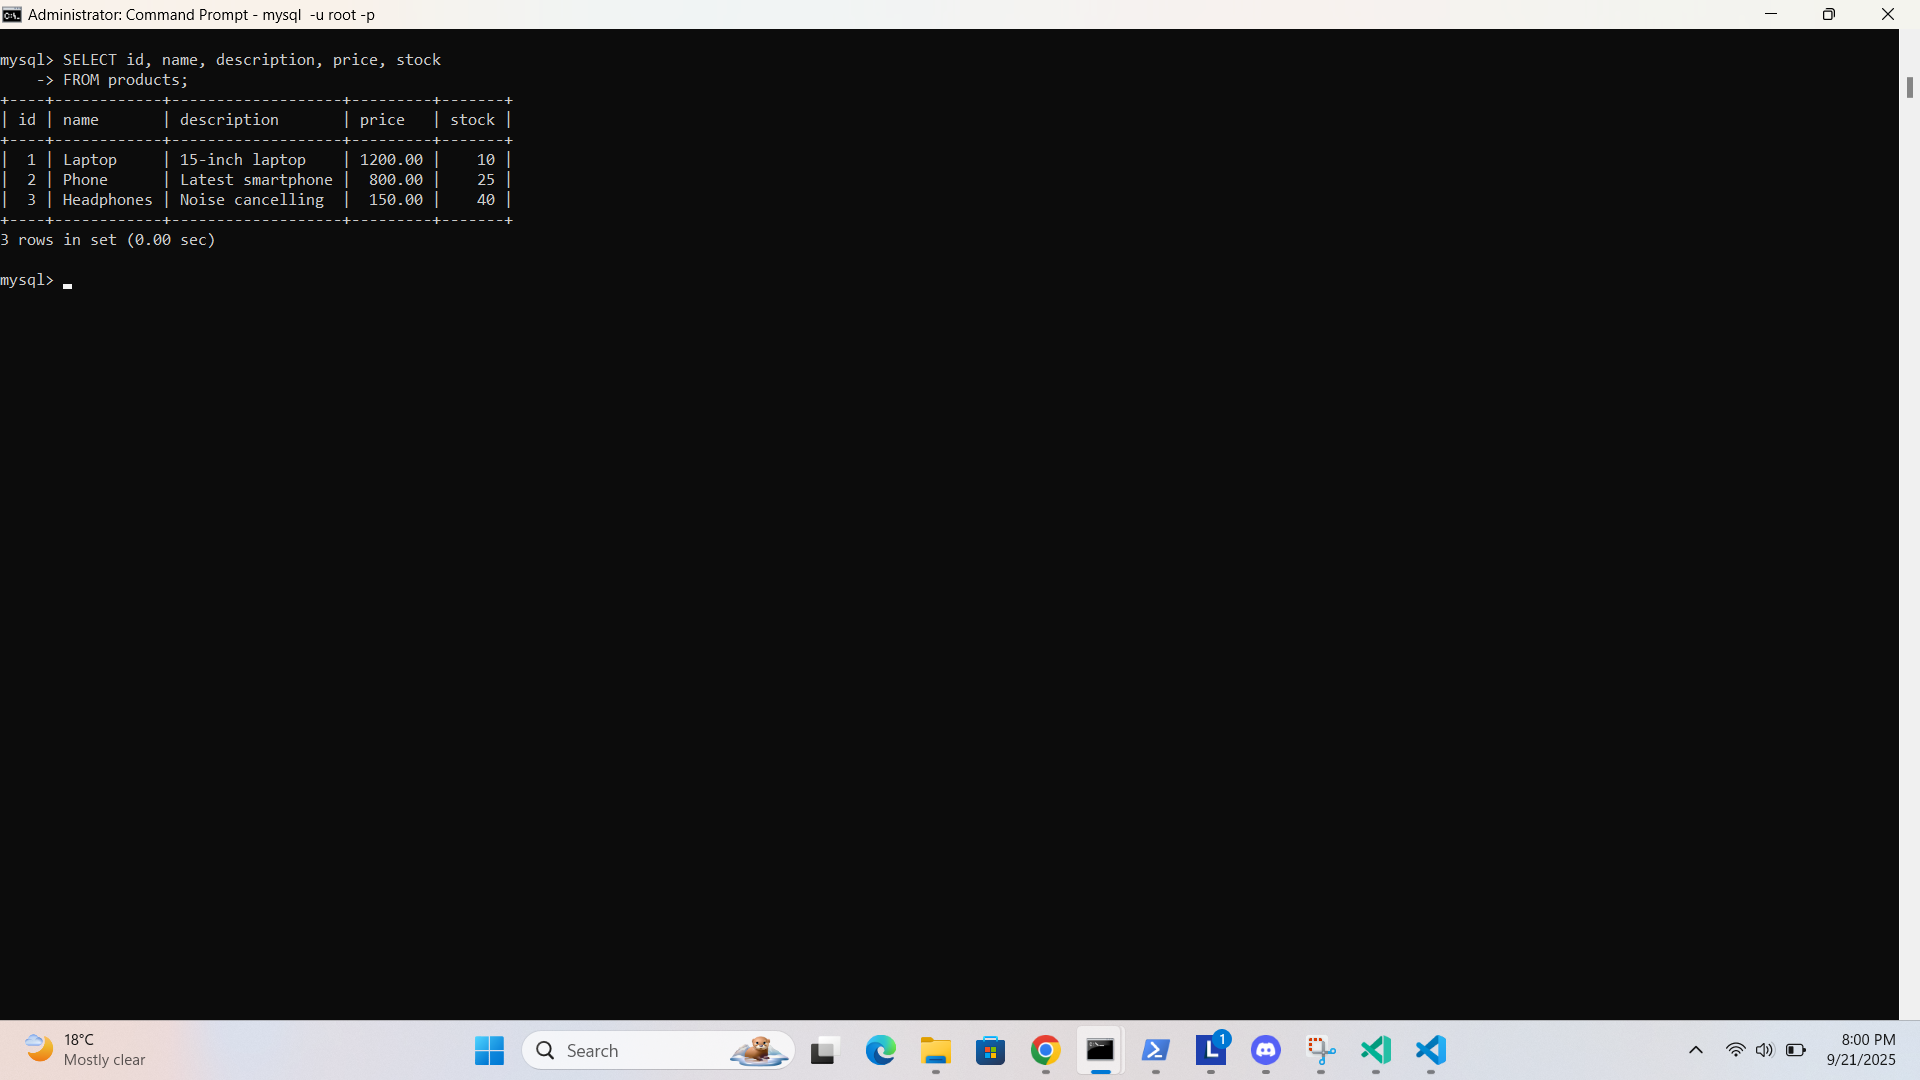 Administrator: Command Prompt - mysql  -u root -p
mysql> SELECT id, name, description, price, stock
    -> FROM products;
+----+------------+-------------------+---------+-------+
| id | name       | description       | price   | stock |
+----+------------+-------------------+---------+-------+
|  1 | Laptop     | 15-inch laptop    | 1200.00 |    10 |
|  2 | Phone      | Latest smartphone |  800.00 |    25 |
|  3 | Headphones | Noise cancelling  |  150.00 |    40 |
+----+------------+-------------------+---------+-------+
3 rows in set (0.00 sec)
mysql>
18°C
Mostly clear
Search
1
8:00 PM
9/21/2025